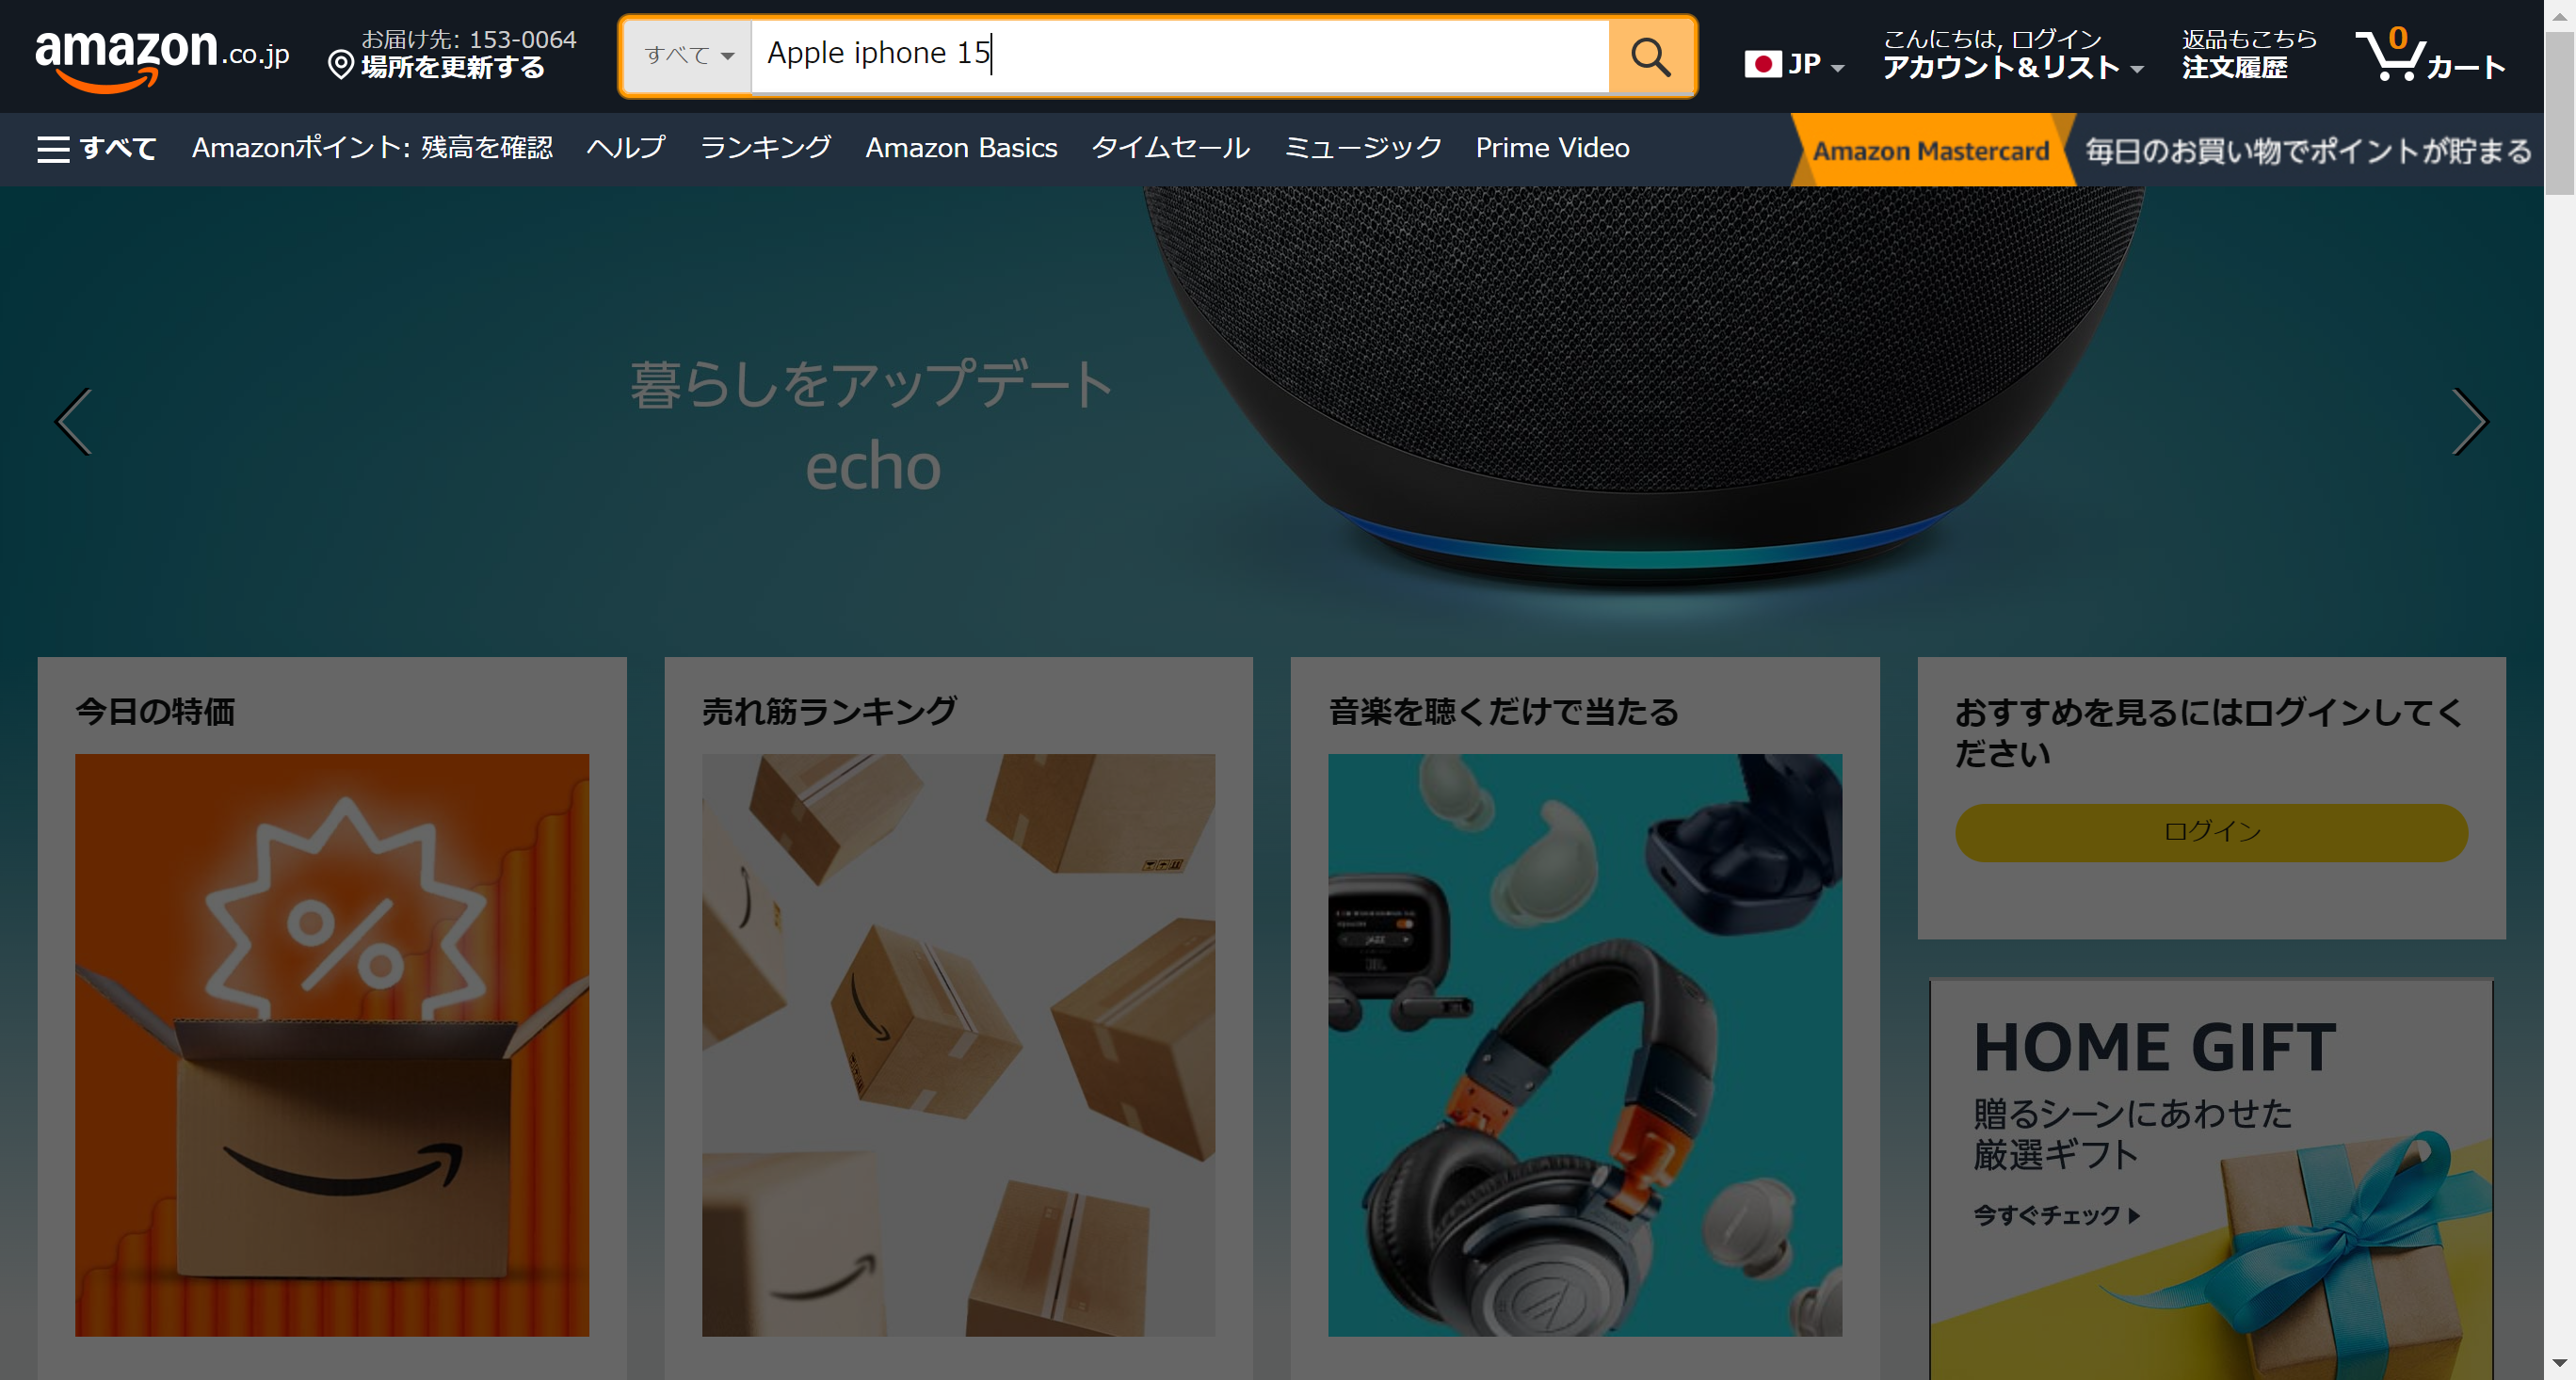 amazon.co.jp
お届け先: 153-0064
場所を更新する
すべて
Apple iphone 15
JP
こんにちは, ログイン
アカウント&リスト
返品もこちら
注文履歴
0
カート
すべて
Amazonポイント: 残高を確認
ヘルプ
ランキング
Amazon Basics
タイムセール
ミュージック
Prime Video
Amazon Mastercard
毎日のお買い物でポイントが貯まる
暮らしをアップデート
echo
今日の特価
%
売れ筋ランキング
音楽を聴くだけで当たる
JAZZ
JBL
おすすめを見るにはログインしてく
ださい
ログイン
HOME GIFT
贈るシーンにあわせた
厳選ギフト
今すぐチェック